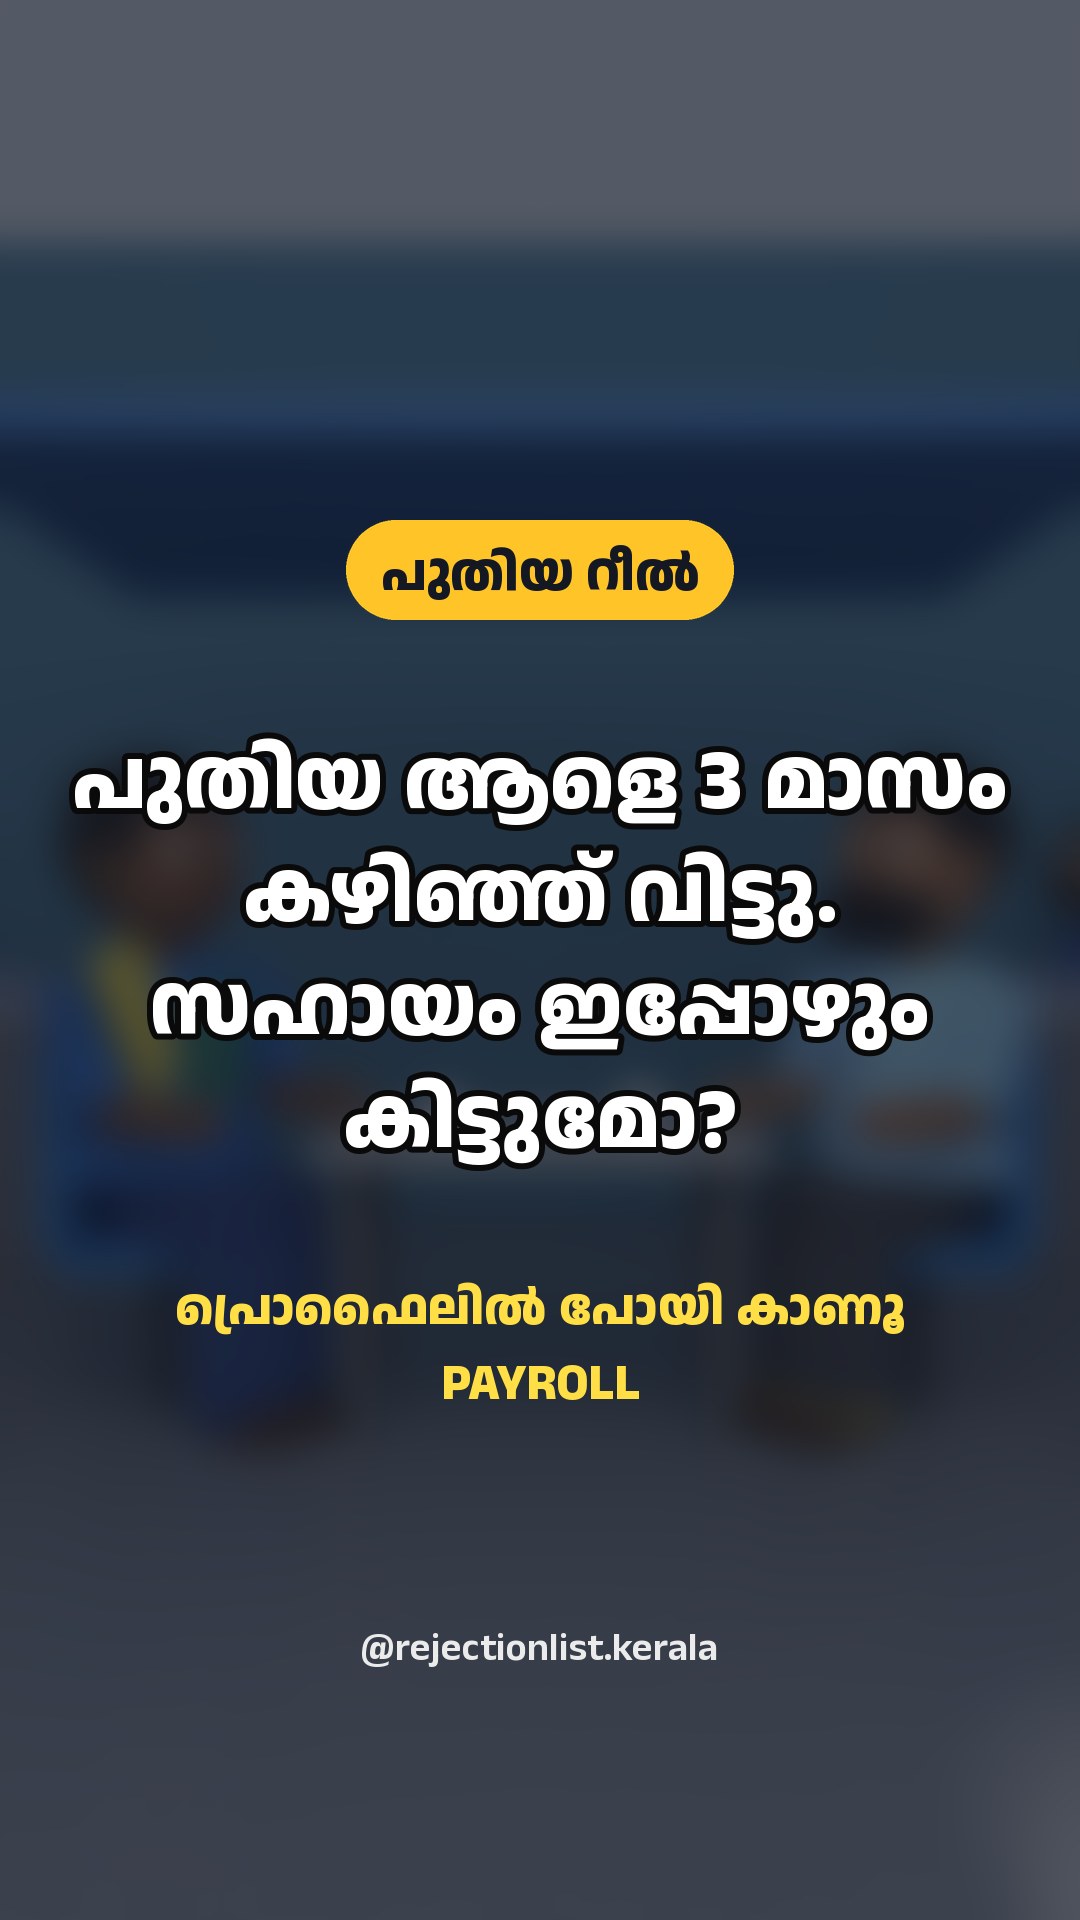 പുതിയ റീൽ
പുതിയ ആളെ 3 മാസം
കഴിഞ്ഞ് വിട്ടു.
സഹായം ഇപ്പോഴും
കിട്ടുമോ?
പ്രൊഫൈലിൽ പോയി കാണൂ
PAYROLL
@rejectionlist.kerala